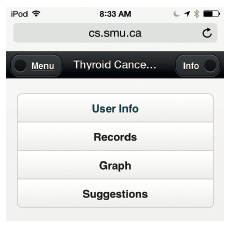 iPod 8:33 AM
cs.smu.ca
Menu Thyroid Cance... Info
User Info
Records
Graph
Suggestions